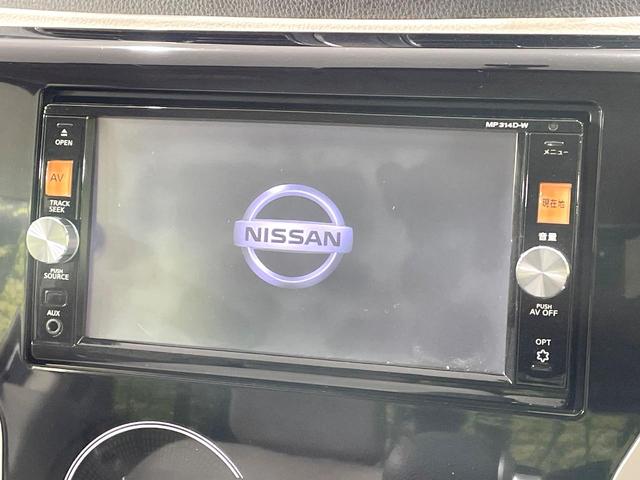 MP314D-W
OPEN
AV
TRACK
SEEK
PUSH
SOURCE
AUX
NISSAN
メニュー
現在地
音量
PUSH
AV OFF
OPT